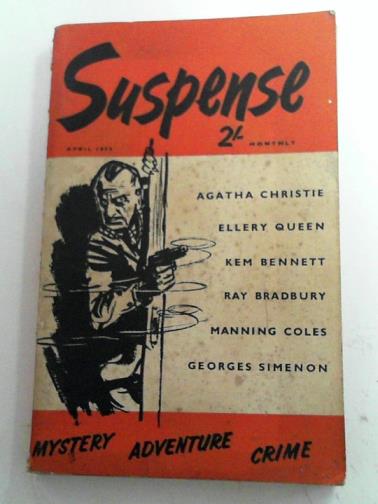 Suspense
2/- MONTHLY
APRIL
AGATHA CHRISTIE
ELLERY QUEEN
KEM BENNETT
RAY BRADBURY
MANNING COLES
GEORGES SIMENON
MYSTERY ADVENTURE CRIME